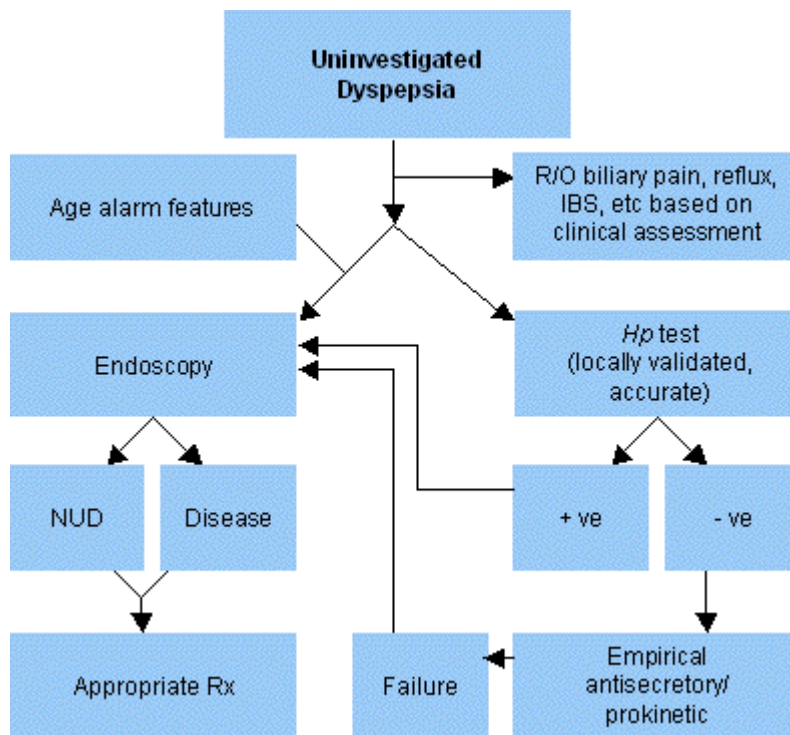 Uninvestigated
Dyspepsia
Age alarm features
R/O biliary pain, reflux,
IBS, etc based on
clinical assessment
Endoscopy
Hp test
(locally validated,
accurate)
NUD
Disease
+ ve
- ve
Appropriate Rx
Failure
Empirical
antisecretory/
prokinetic